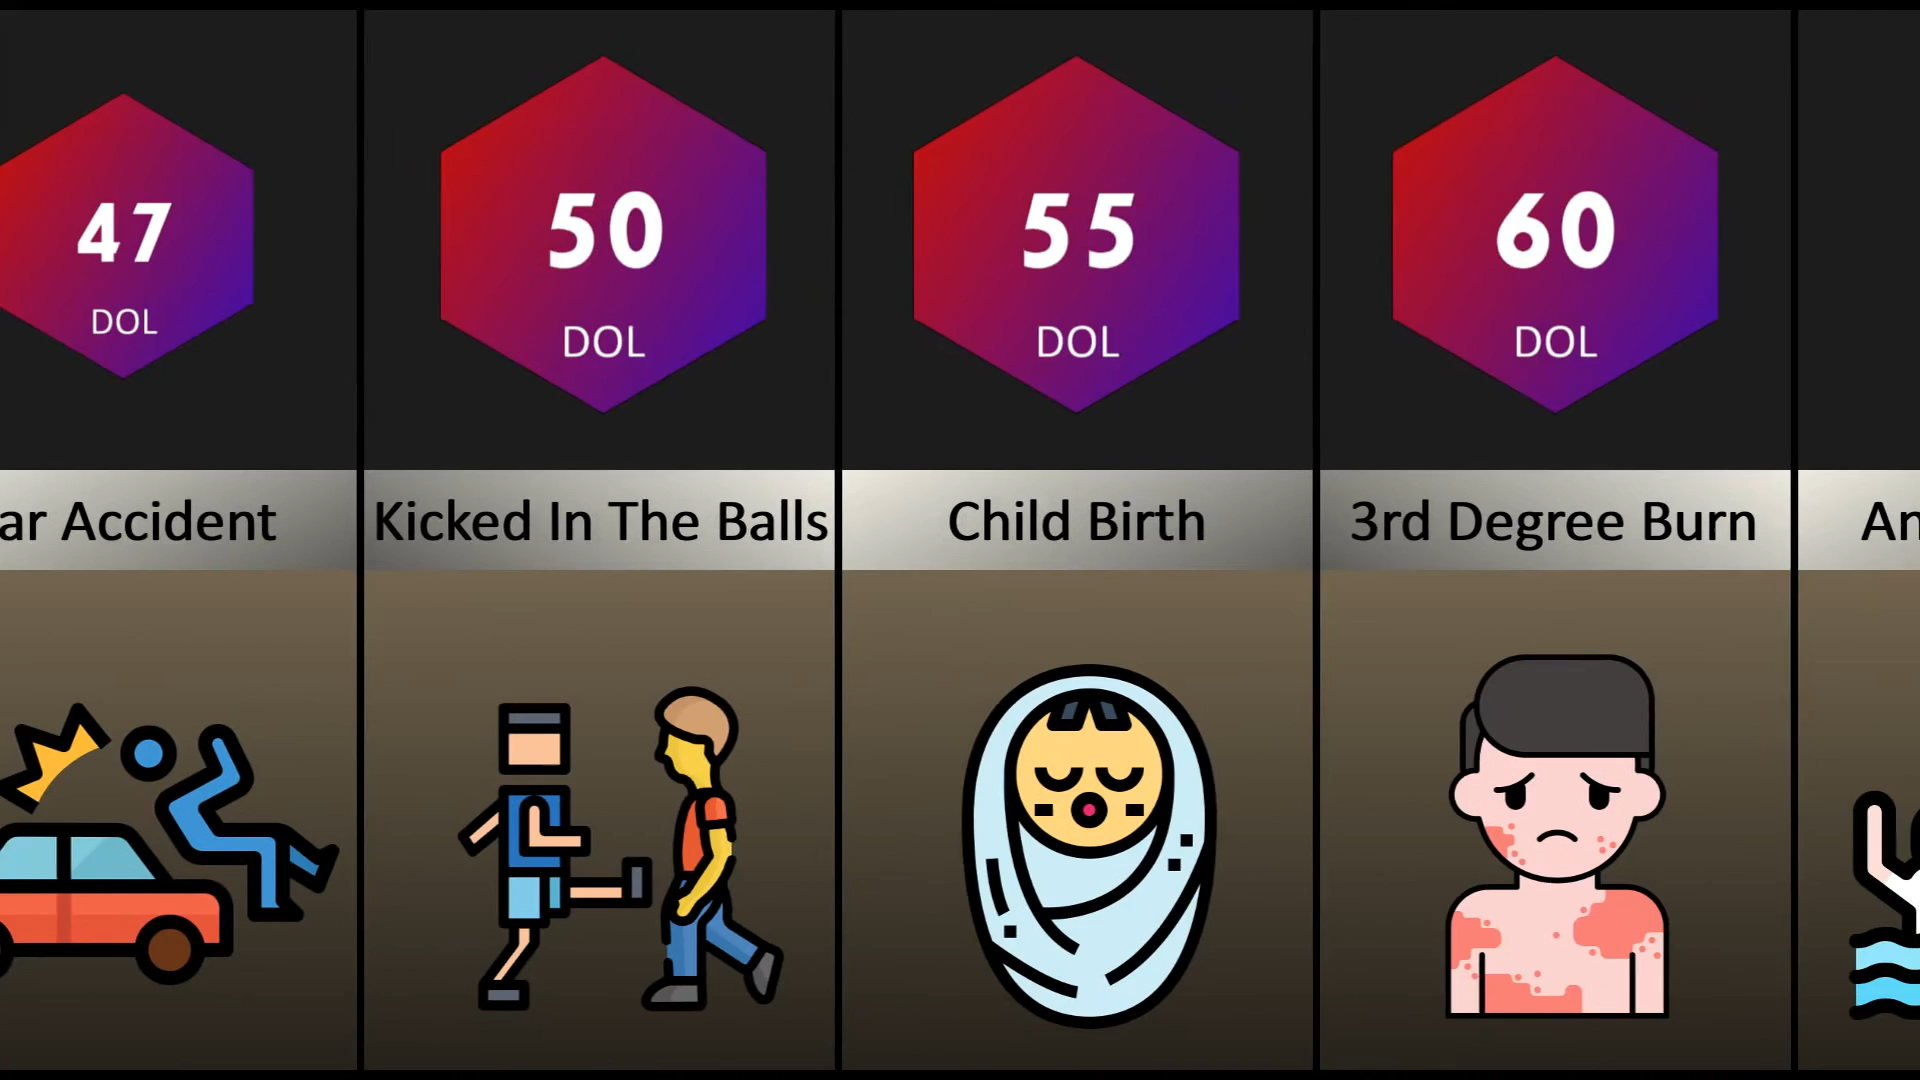 47
DOL
ar Accident
50
DOL
Kicked In The Balls
55
DOL
Child Birth
60
DOL
3rd Degree Burn
An